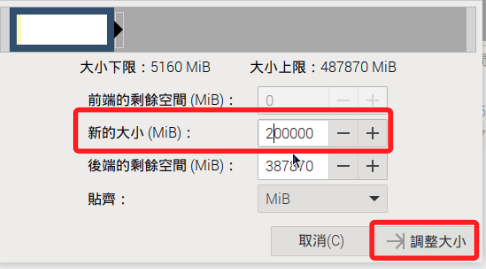 大小下限：5160 MiB 大小上限：487870 MiB
前端的剩餘空間 (MiB)： 0
新的大小 (MiB)： 200000
後端的剩餘空間 (MiB)： 387870
貼齊： MiB
取消(C) 調整大小